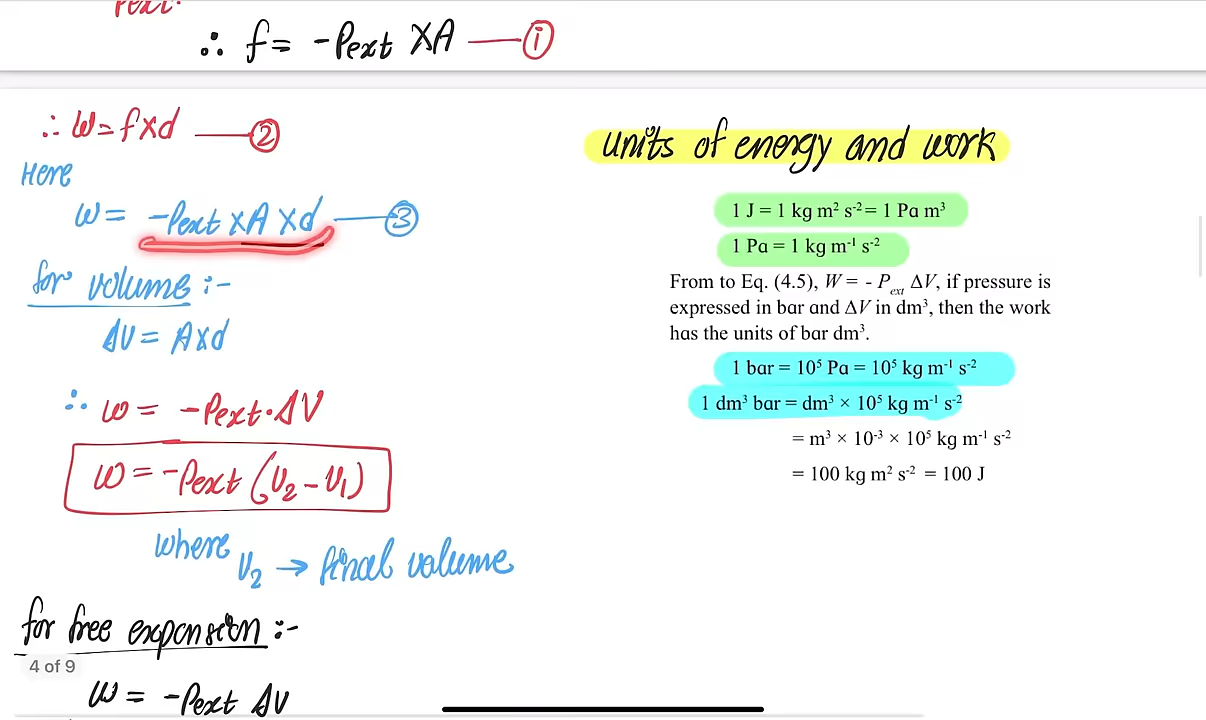 Pext.
∴ f= -Pext XA —— ①
∴ W= fxd —— ②
Here
W= -Pext x A x d —— ③
for volume :-
ΔV= Axd
∴ W= -Pext·ΔV
W= -Pext (V₂-V₁)
where V₂ → final volume
for free expansion :-
W= -Pext ΔV
4 of 9
units of energy and work
1 J = 1 kg m² s⁻² = 1 Pa m³
1 Pa = 1 kg m⁻¹ s⁻²
From to Eq. (4.5), W = - Pext ΔV, if pressure is
expressed in bar and ΔV in dm³, then the work
has the units of bar dm³.
1 bar = 10⁵ Pa = 10⁵ kg m⁻¹ s⁻²
1 dm³ bar = dm³ × 10⁵ kg m⁻¹ s⁻²
= m³ × 10⁻³ × 10⁵ kg m⁻¹ s⁻²
= 100 kg m² s⁻² = 100 J